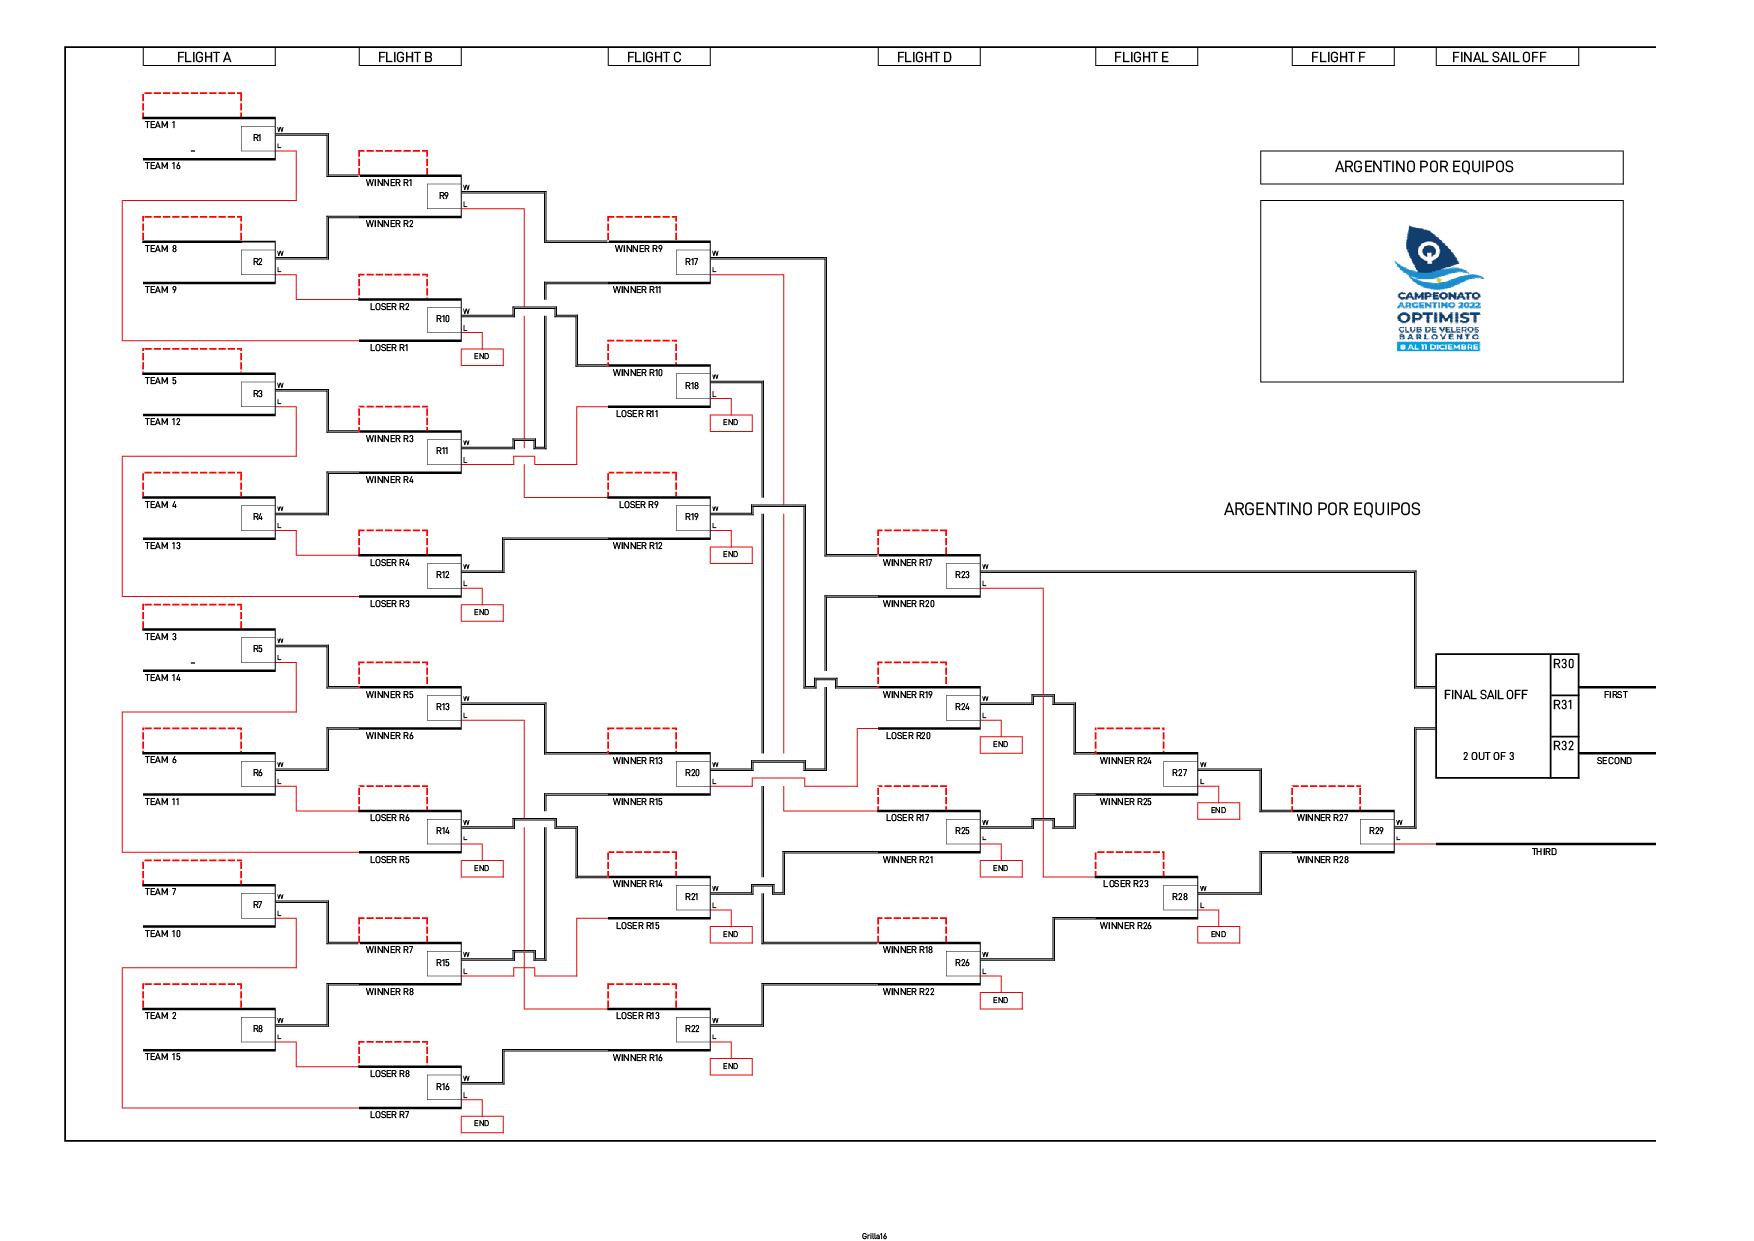 FLIGHT A
FLIGHT B
FLIGHT C
FLIGHT D
FLIGHT E
FLIGHT F
FINAL SAIL OFF
TEAM 1
R1
W
L
–
TEAM 16
TEAM 8
R2
W
L
TEAM 9
TEAM 5
R3
W
L
TEAM 12
TEAM 4
R4
W
L
TEAM 13
TEAM 3
R5
W
L
–
TEAM 14
TEAM 6
R6
W
L
TEAM 11
TEAM 7
R7
W
L
TEAM 10
TEAM 2
R8
W
L
TEAM 15
WINNER R1
R9
W
L
WINNER R2
LOSER R2
R10
W
L
LOSER R1
END
WINNER R3
R11
W
L
WINNER R4
LOSER R4
R12
W
L
LOSER R3
END
WINNER R5
R13
W
L
WINNER R6
LOSER R6
R14
W
L
LOSER R5
END
WINNER R7
R15
W
L
WINNER R8
LOSER R8
R16
W
L
LOSER R7
END
WINNER R9
R17
W
L
WINNER R11
WINNER R10
R18
W
L
LOSER R11
END
LOSER R9
R19
W
L
WINNER R12
END
WINNER R13
R20
W
L
WINNER R15
WINNER R14
R21
W
L
LOSER R15
END
LOSER R13
R22
W
L
WINNER R16
END
WINNER R17
R23
W
L
WINNER R20
WINNER R19
R24
W
L
LOSER R20
END
LOSER R17
R25
W
L
WINNER R21
END
WINNER R18
R26
W
L
WINNER R22
END
WINNER R24
R27
W
L
WINNER R25
END
LOSER R23
R28
W
L
WINNER R26
END
WINNER R27
R29
W
L
WINNER R28
ARGENTINO POR EQUIPOS
CAMPEONATO
ARGENTINO 2022
OPTIMIST
CLUB DE VELEROS
BARLOVENTO
8 AL 11 DICIEMBRE
ARGENTINO POR EQUIPOS
FINAL SAIL OFF
2 OUT OF 3
R30
R31
R32
FIRST
SECOND
THIRD
Grilla16